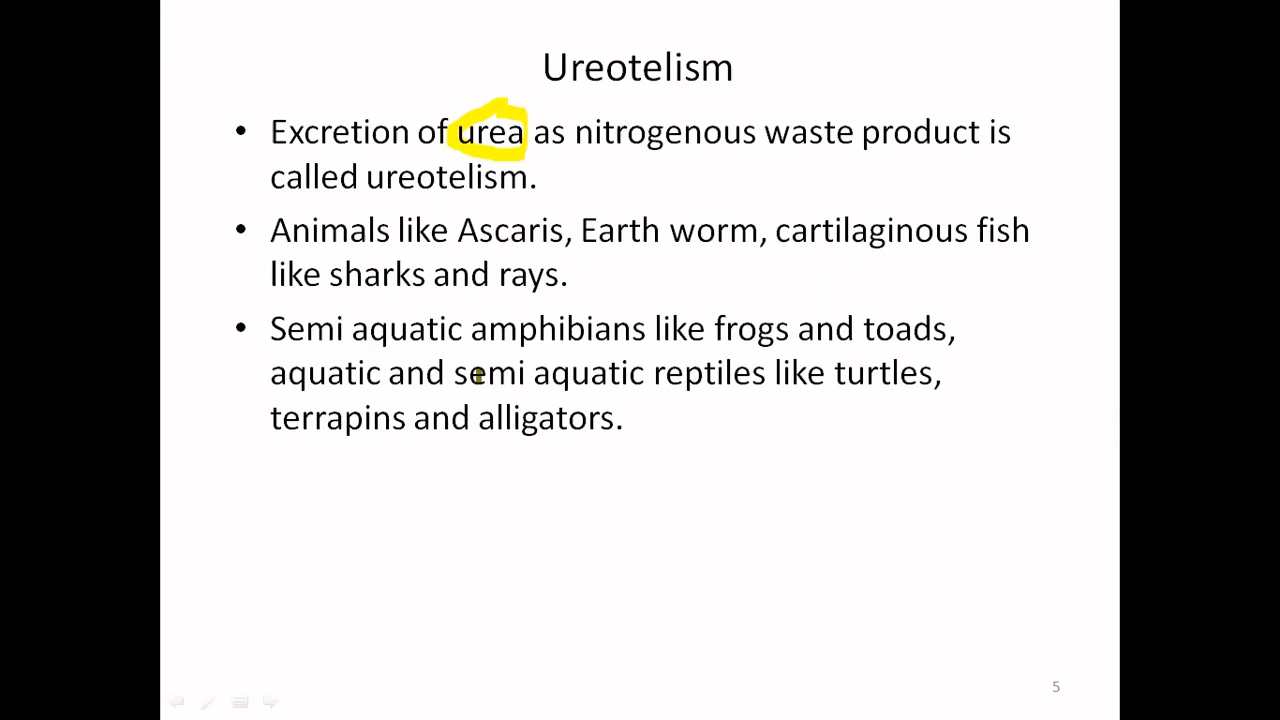 Ureotelism
• Excretion of urea as nitrogenous waste product is
called ureotelism.
• Animals like Ascaris, Earth worm, cartilaginous fish
like sharks and rays.
• Semi aquatic amphibians like frogs and toads,
aquatic and semi aquatic reptiles like turtles,
terrapins and alligators.
5